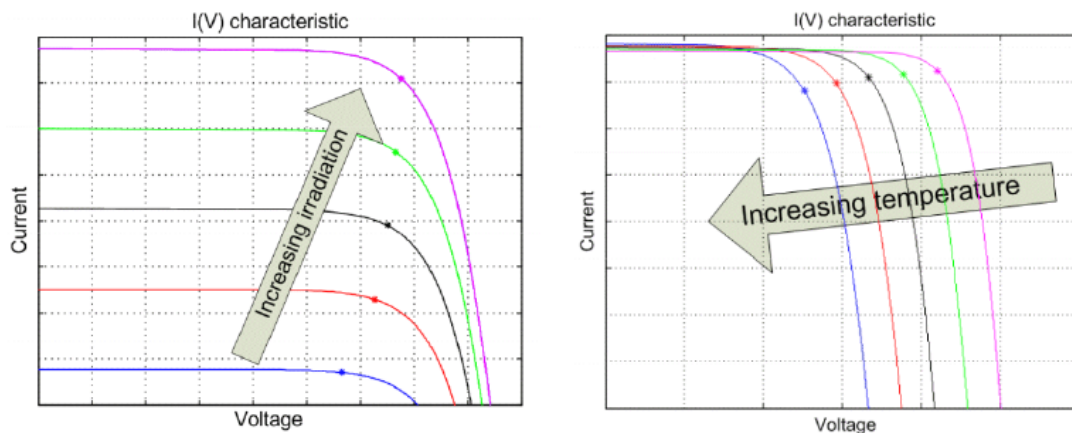 I(V) characteristic
Current
Increasing irradiation
Voltage
I(V) characteristic
Current
Increasing temperature
Voltage